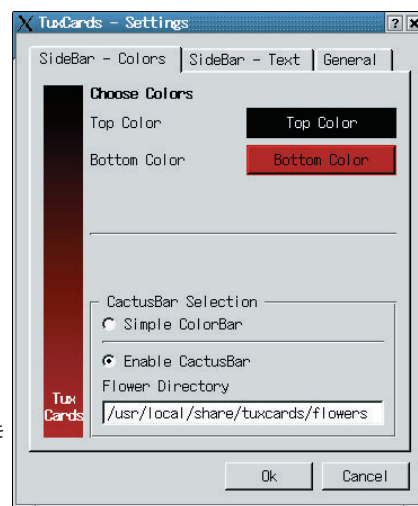 TuxCards - Settings
SideBar - Colors
SideBar - Text
General
Choose Colors
Top Color
Top Color
Bottom Color
Bottom Color
CactusBar Selection
Simple ColorBar
Enable CactusBar
Flower Directory
/usr/local/share/tuxcards/flowers
Tux
Cards
Ok
Cancel